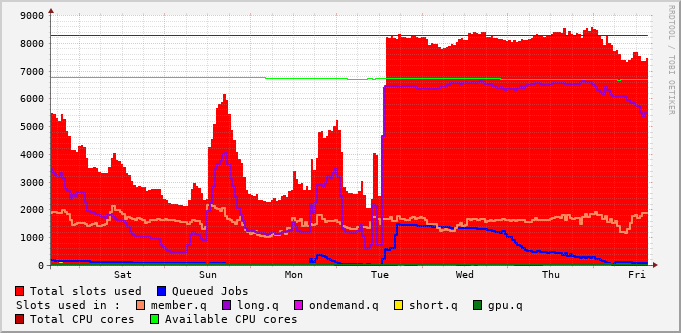 RRDTOOL / TOBI OETIKER
9000
8000
7000
6000
5000
4000
3000
2000
1000
0
Sat Sun Mon Tue Wed Thu Fri
Total slots used Queued Jobs
Slots used in : member.q long.q ondemand.q short.q gpu.q
Total CPU cores Available CPU cores